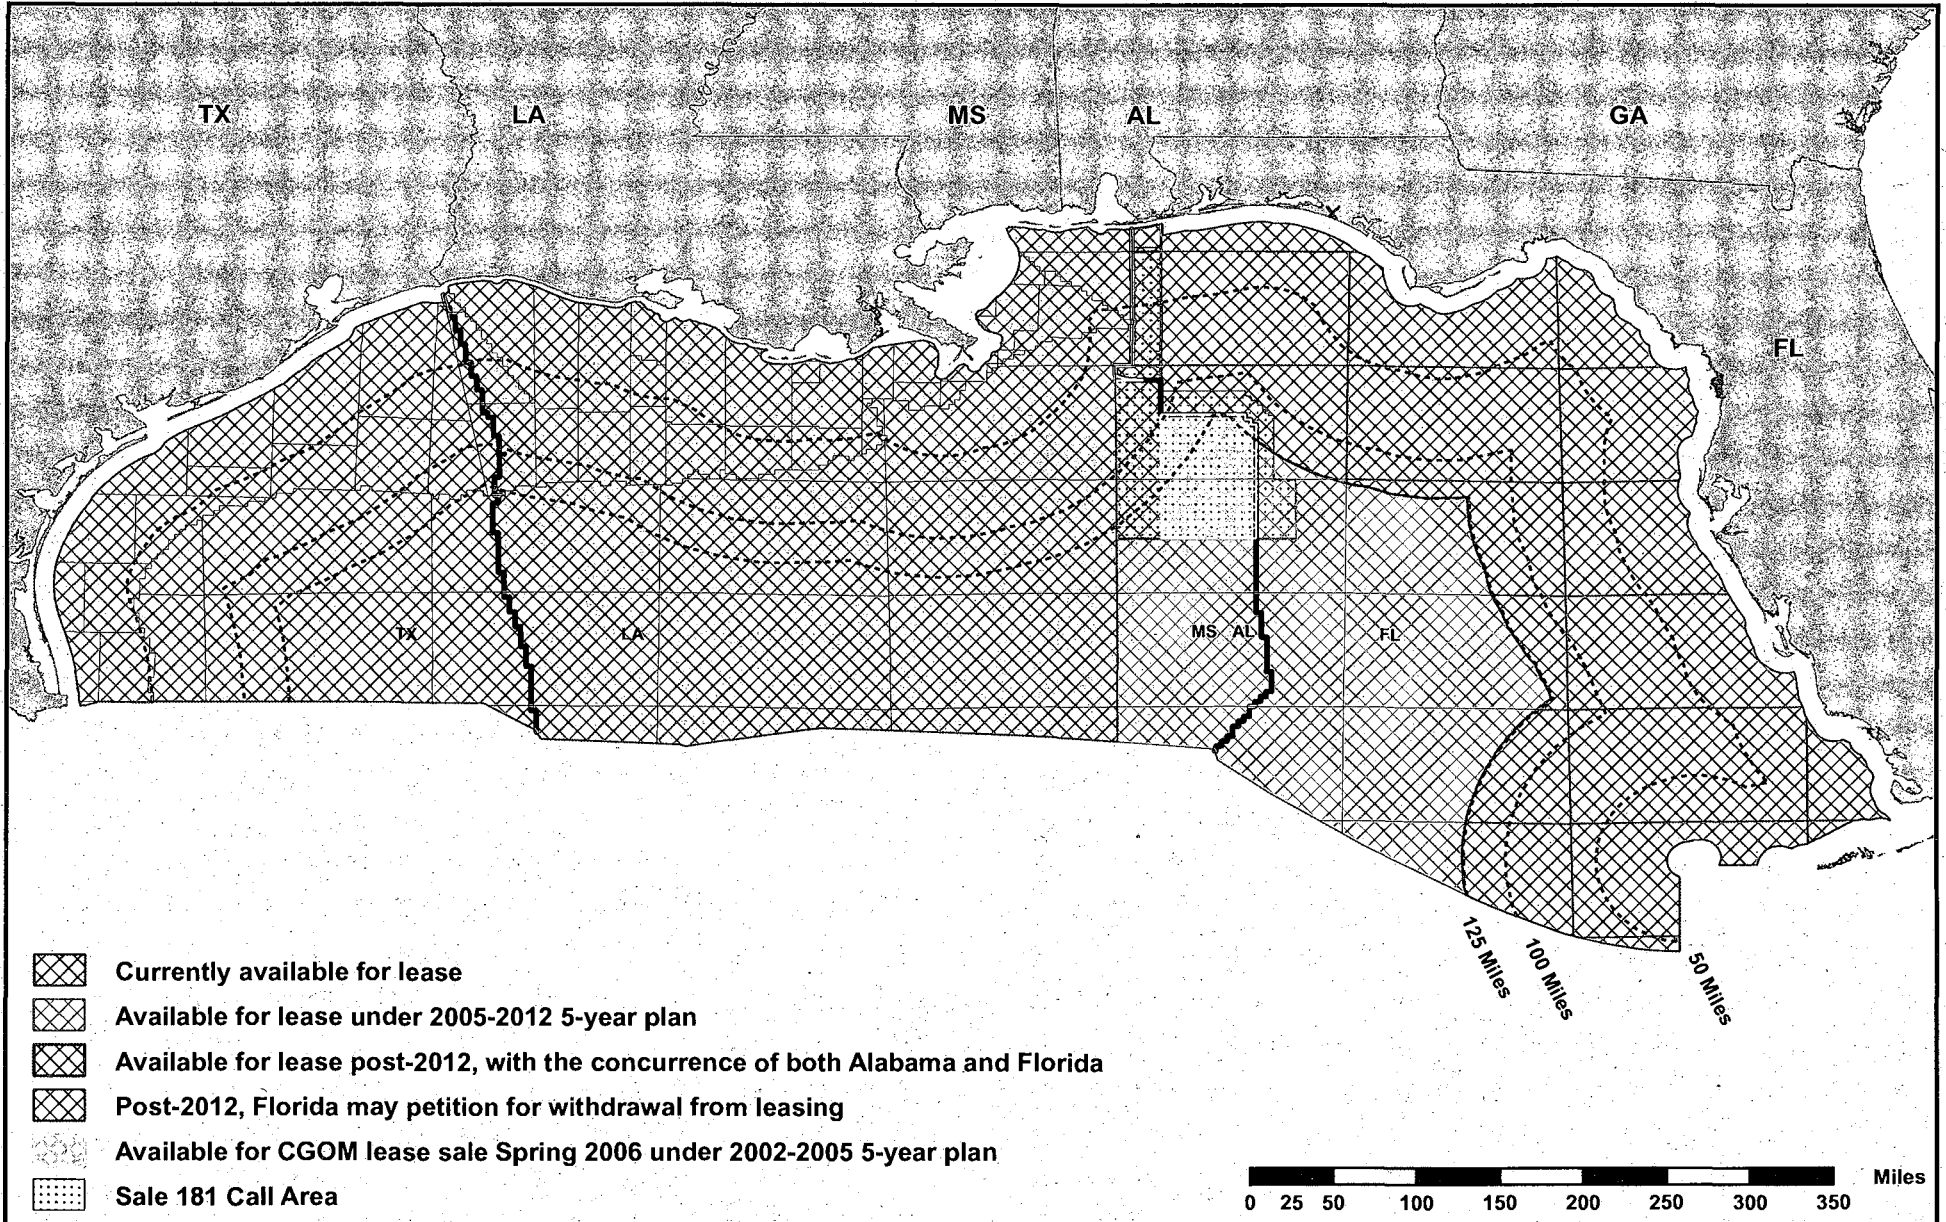 TX
LA
MS
AL
GA
FL
TX
LA
MS AL
FL
125 Miles
100 Miles
50 Miles
Currently available for lease
Available for lease under 2005-2012 5-year plan
Available for lease post-2012, with the concurrence of both Alabama and Florida
Post-2012, Florida may petition for withdrawal from leasing
Available for CGOM lease sale Spring 2006 under 2002-2005 5-year plan
Sale 181 Call Area
Miles
0 25 50 100 150 200 250 300 350